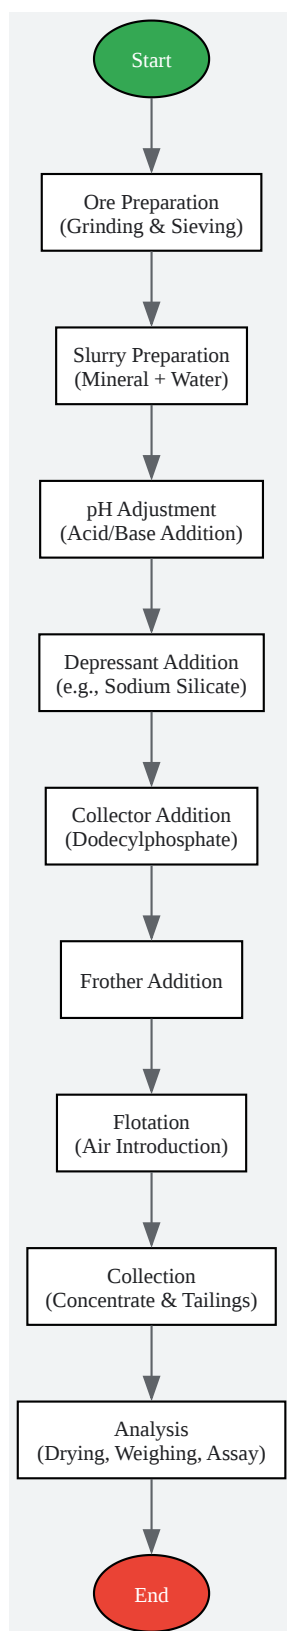 Start
Ore Preparation
(Grinding & Sieving)
Slurry Preparation
(Mineral + Water)
pH Adjustment
(Acid/Base Addition)
Depressant Addition
(e.g., Sodium Silicate)
Collector Addition
(Dodecylphosphate)
Frother Addition
Flotation
(Air Introduction)
Collection
(Concentrate & Tailings)
Analysis
(Drying, Weighing, Assay)
End